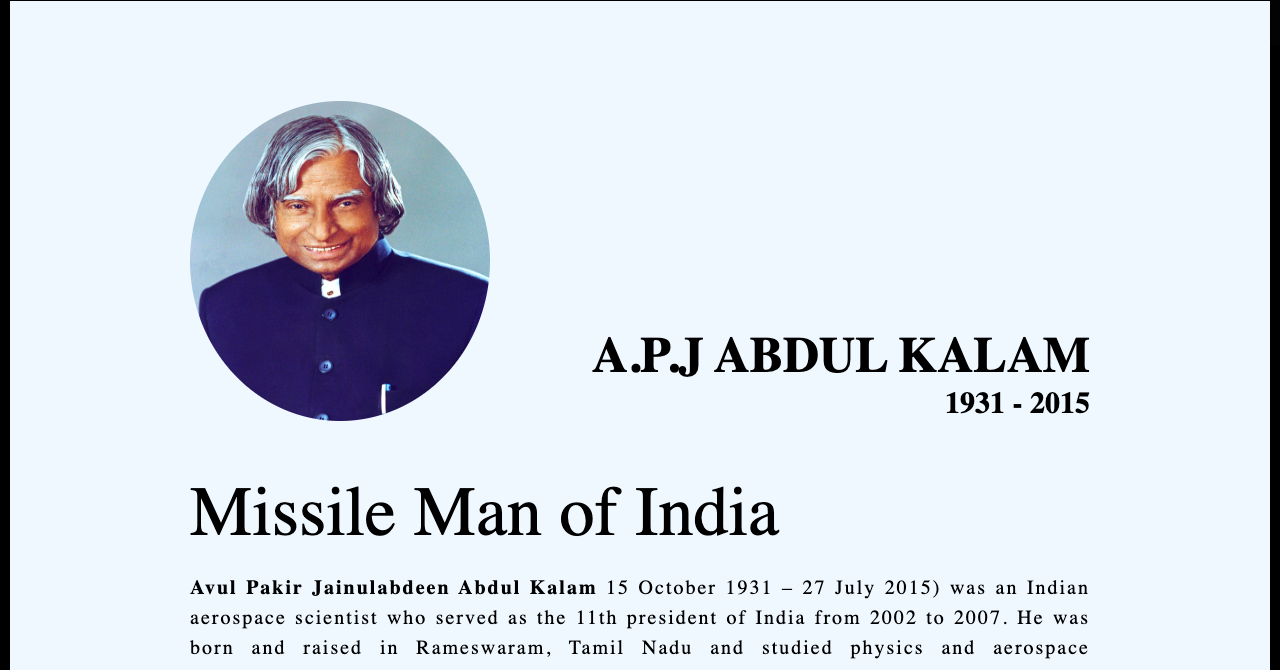 A.P.J ABDUL KALAM
1931 - 2015
Missile Man of India
Avul Pakir Jainulabdeen Abdul Kalam 15 October 1931 – 27 July 2015) was an Indian
aerospace scientist who served as the 11th president of India from 2002 to 2007. He was
born and raised in Rameswaram, Tamil Nadu and studied physics and aerospace